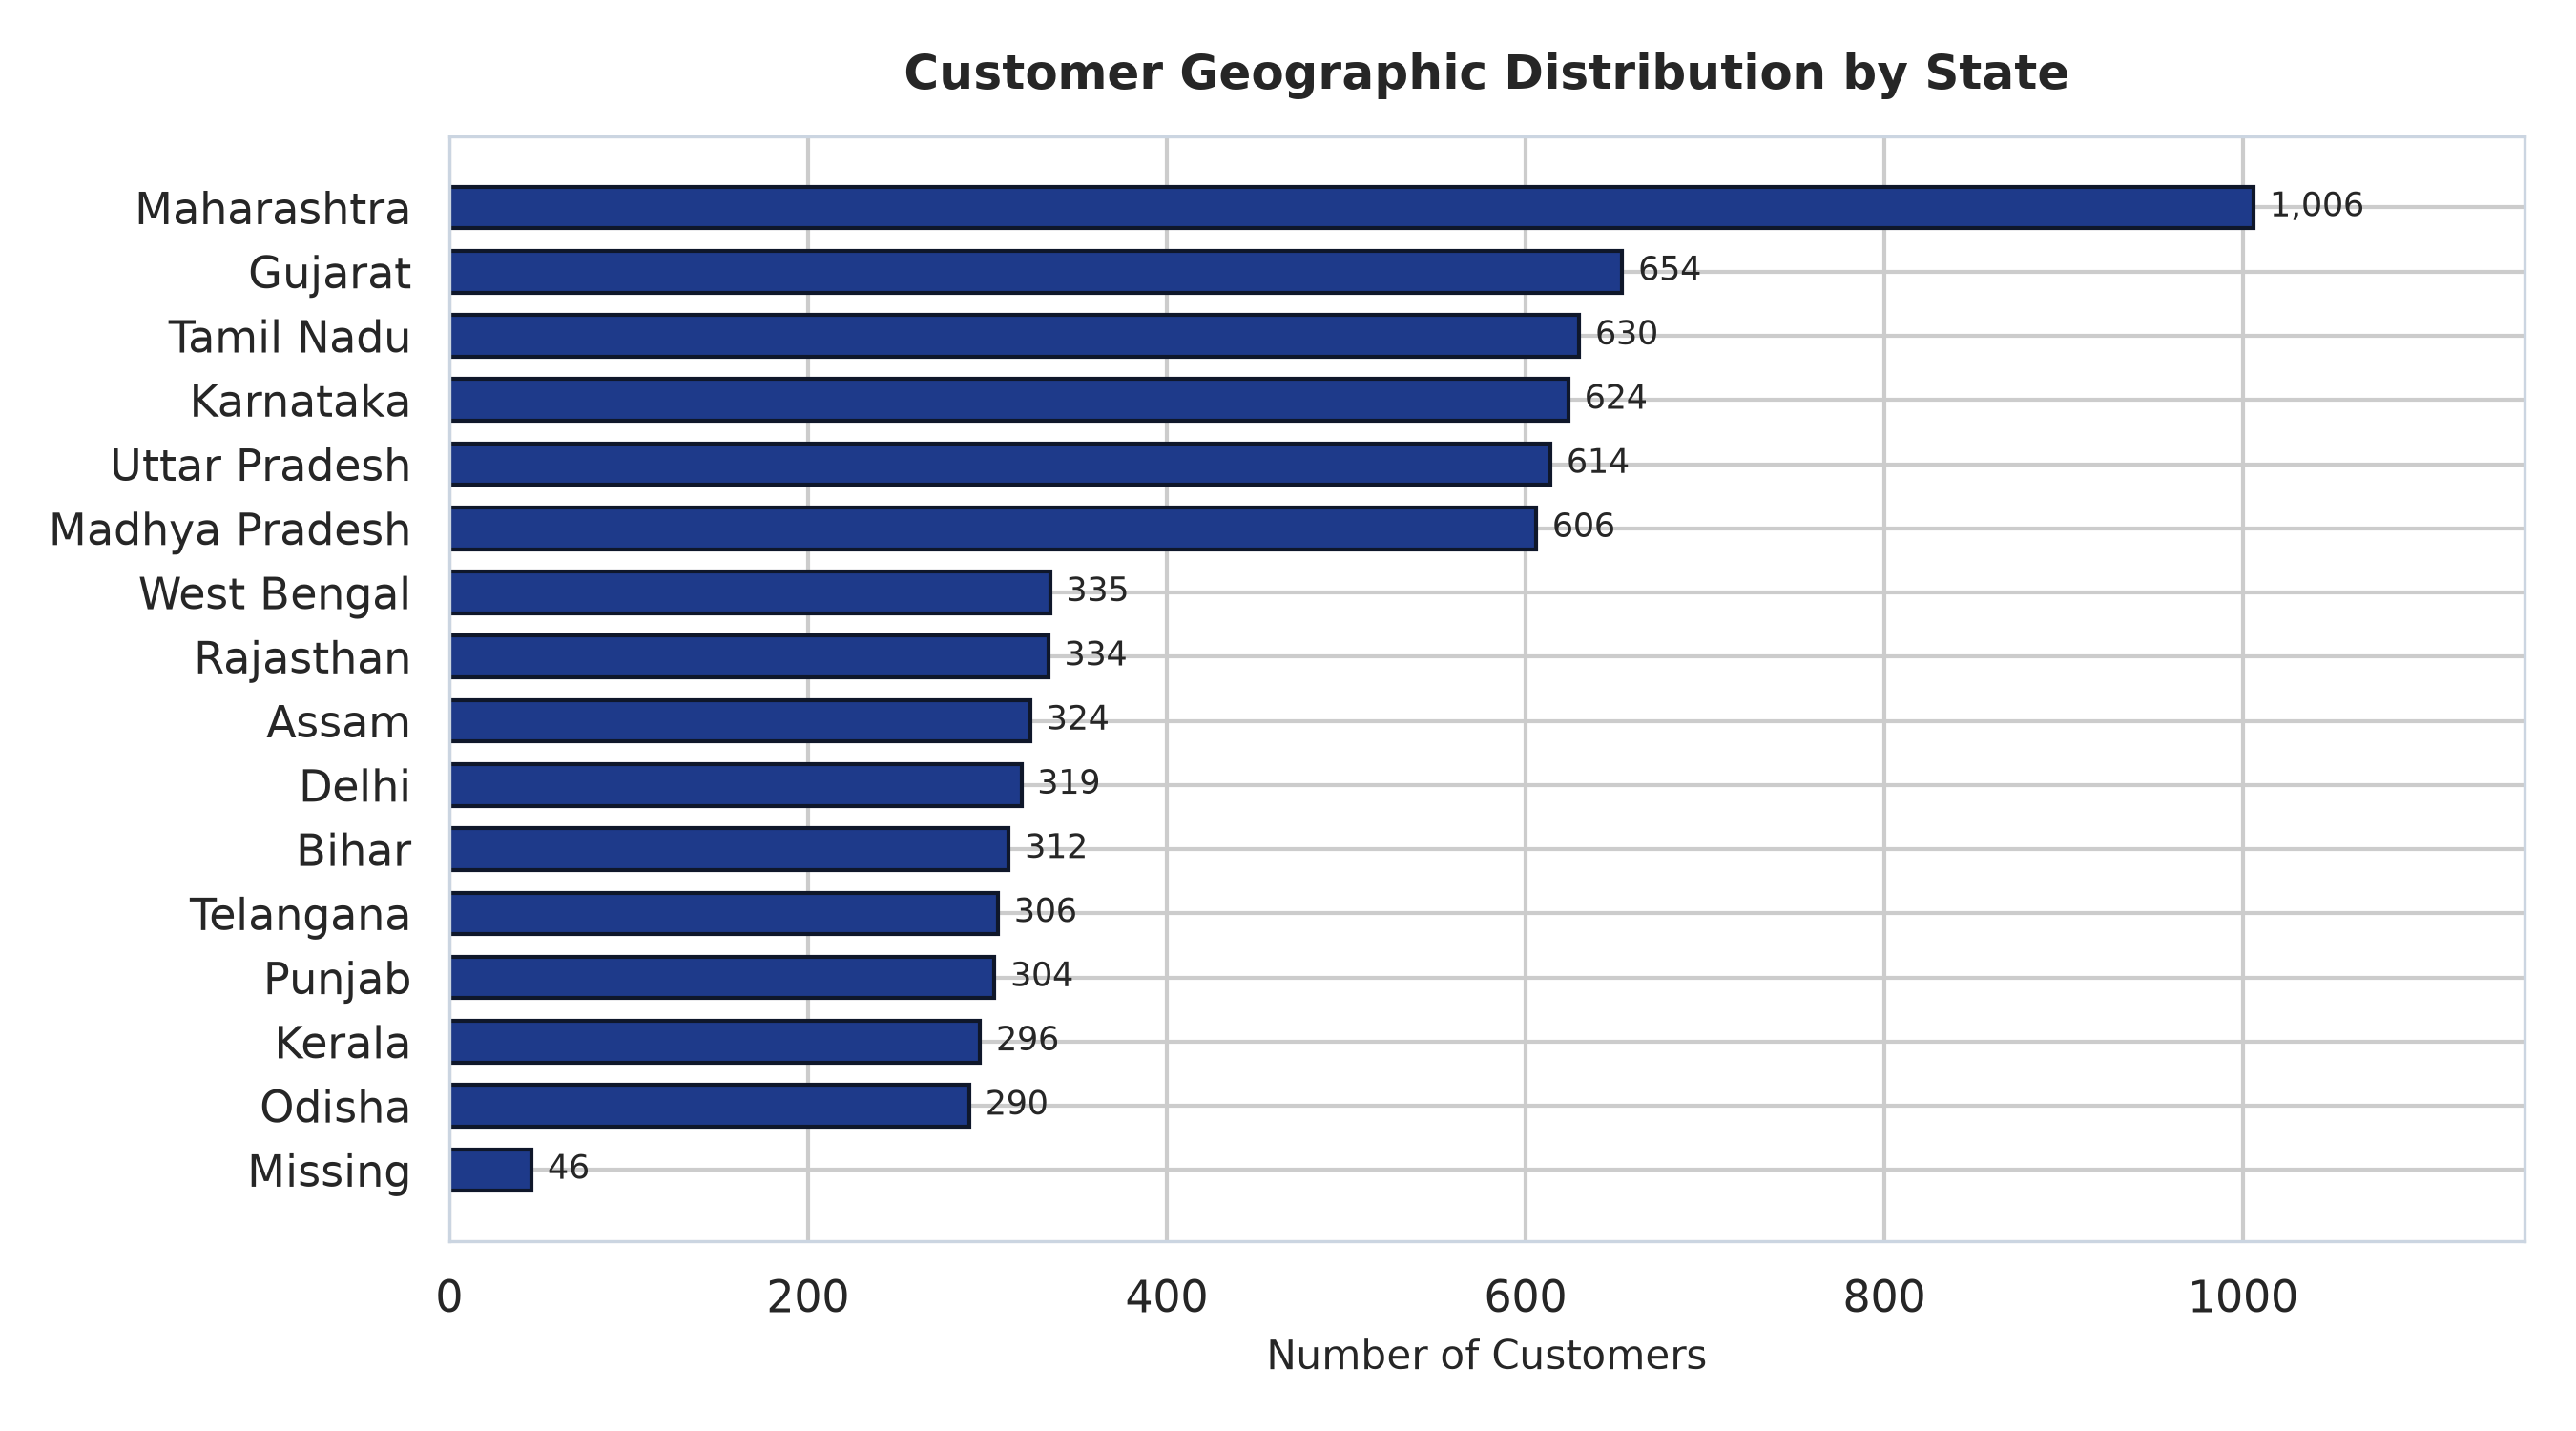 Customer Geographic Distribution by State
Maharashtra 1,006
Gujarat 654
Tamil Nadu 630
Karnataka 624
Uttar Pradesh 614
Madhya Pradesh 606
West Bengal 335
Rajasthan 334
Assam 324
Delhi 319
Bihar 312
Telangana 306
Punjab 304
Kerala 296
Odisha 290
Missing 46
0 200 400 600 800 1000
Number of Customers